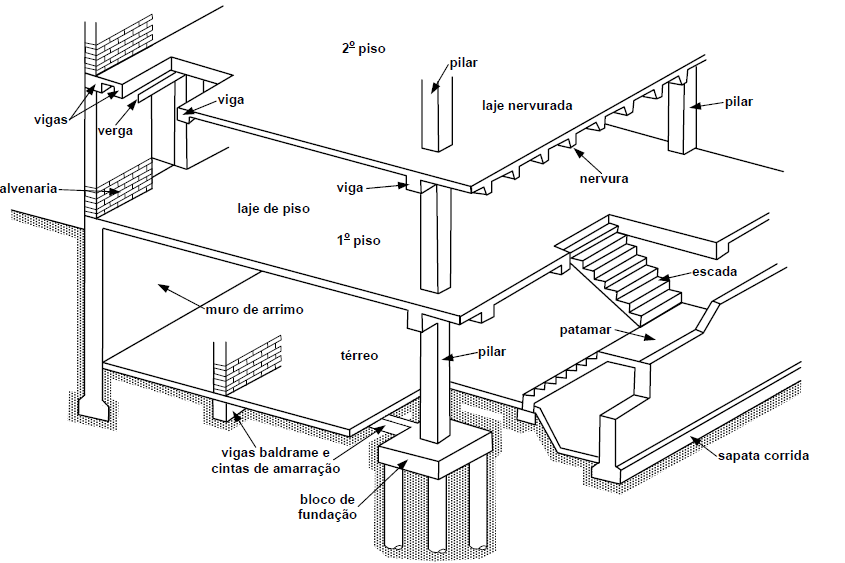 2º piso
pilar
laje nervurada
pilar
vigas
verga
viga
nervura
alvenaria
viga
laje de piso
1º piso
escada
muro de arrimo
patamar
térreo
pilar
vigas baldrame e
cintas de amarração
sapata corrida
bloco de
fundação